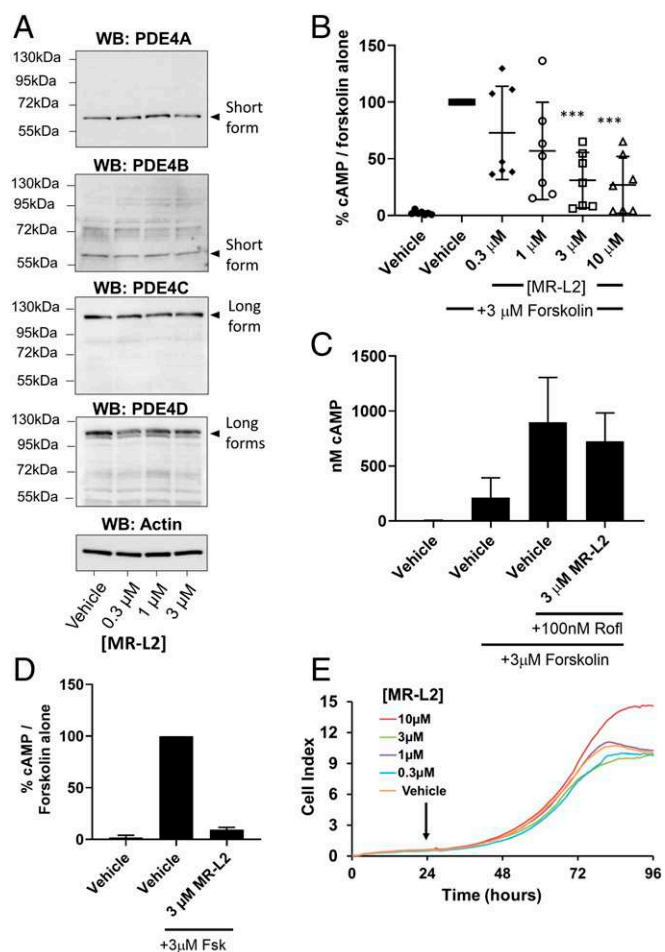 A
WB: PDE4A
130kDa
95kDa
72kDa
55kDa
Short
form
WB: PDE4B
130kDa
95kDa
72kDa
55kDa
Short
form
WB: PDE4C
130kDa
95kDa
72kDa
55kDa
Long
form
WB: PDE4D
130kDa
95kDa
72kDa
55kDa
Long
forms
WB: Actin
Vehicle
0.3 µM
1 µM
3 µM
[MR-L2]
B
% cAMP / forskolin alone
150
100
50
0
***
***
Vehicle
Vehicle
0.3 µM
1 µM
3 µM
10 µM
[MR-L2]
+3 µM Forskolin
C
nM cAMP
1500
1000
500
0
Vehicle
Vehicle
Vehicle
3 µM MR-L2
+100nM Rofl
+3µM Forskolin
D
% cAMP /
Forskolin alone
150
100
50
0
Vehicle
Vehicle
3 µM MR-L2
+3µM Fsk
E
[MR-L2]
10µM
3µM
1µM
0.3µM
Vehicle
Cell Index
15
12
9
6
3
0
0
24
48
72
96
Time (hours)